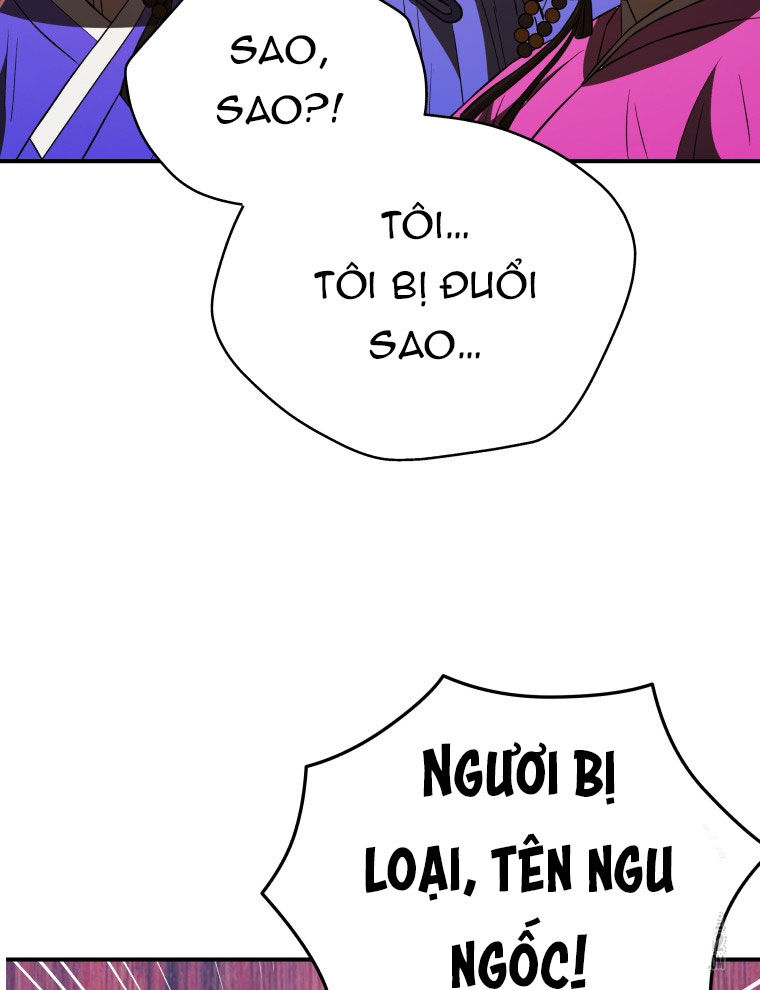 SAO,
SAO?!
TÔI...
TÔI BỊ ĐUỔI
SAO...
NGƯƠI BỊ
LOẠI, TÊN NGU
NGỐC!